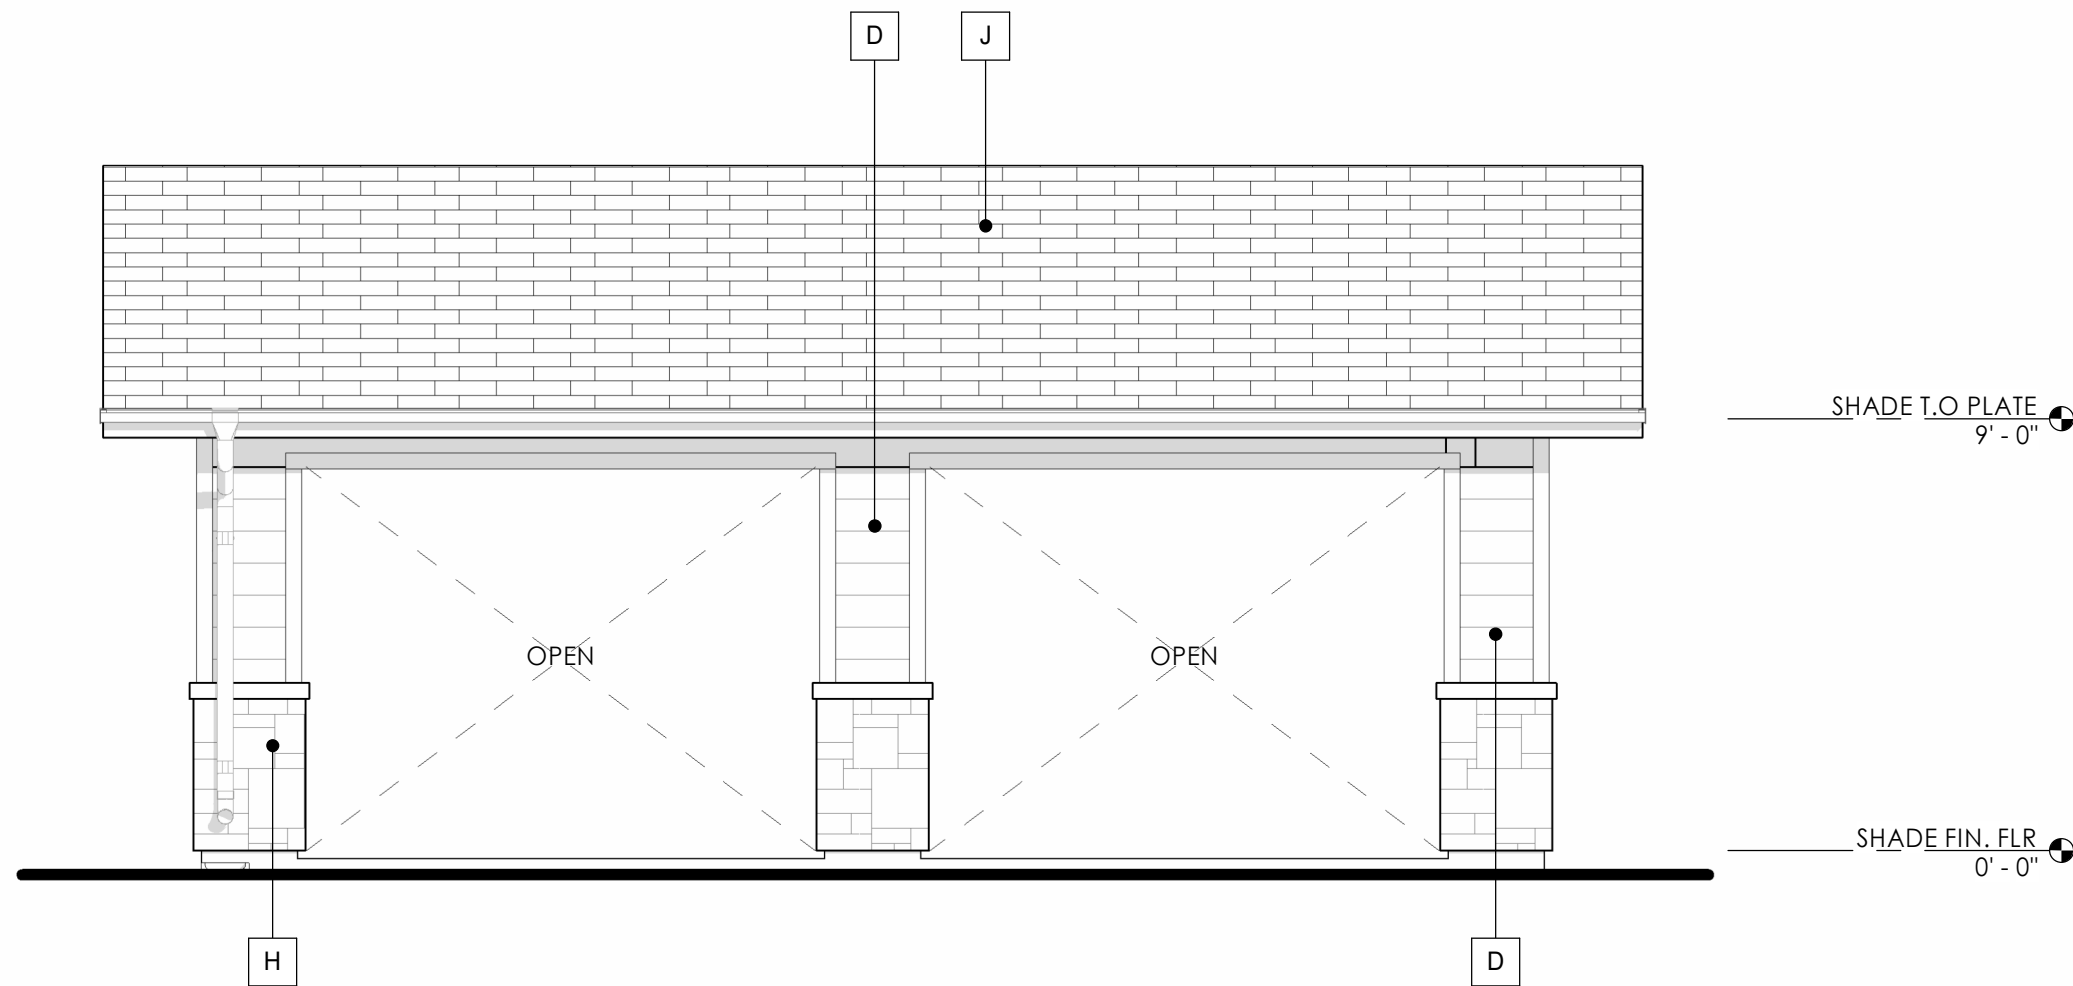 D
J
SHADE T.O PLATE
9' - 0"
OPEN
OPEN
SHADE FIN. FLR
0' - 0"
H
D